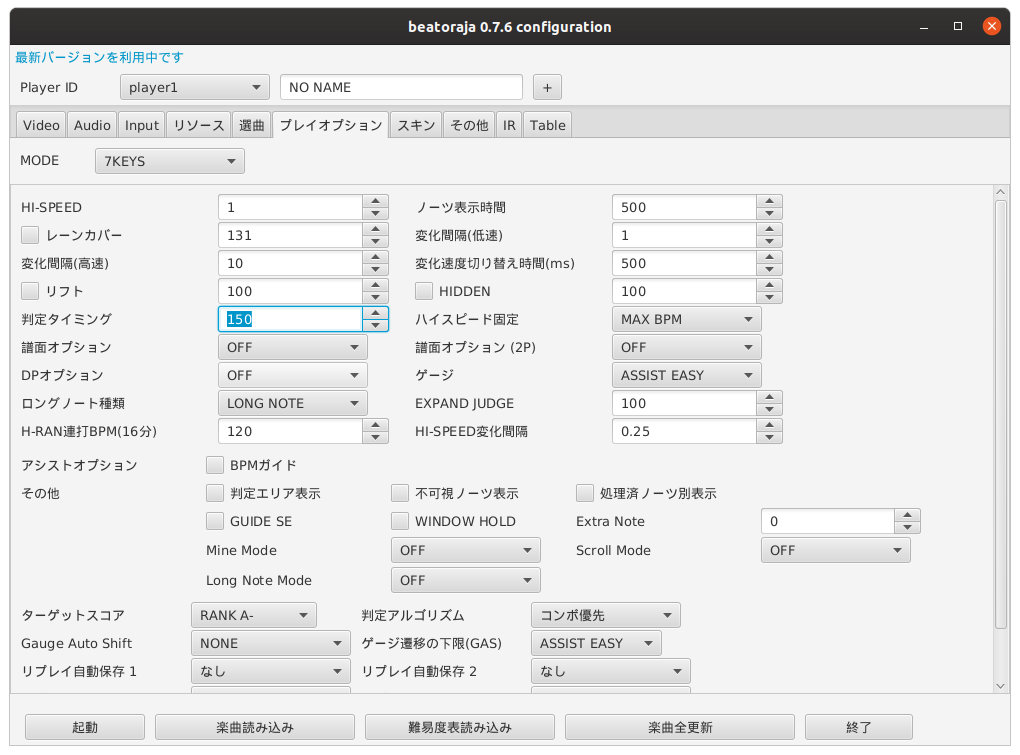 beatoraja 0.7.6 configuration
最新バージョンを利用中です
Player ID player1 NO NAME +
Video Audio Input リソース 選曲 プレイオプション スキン その他 IR Table
MODE 7KEYS
HI-SPEED 1 ノーツ表示時間 500
レーンカバー 131 変化間隔(低速) 1
変化間隔(高速) 10 変化速度切り替え時間(ms) 500
リフト 100 HIDDEN 100
判定タイミング 150 ハイスピード固定 MAX BPM
譜面オプション OFF 譜面オプション (2P) OFF
DPオプション OFF ゲージ ASSIST EASY
ロングノート種類 LONG NOTE EXPAND JUDGE 100
H-RAN連打BPM(16分) 120 HI-SPEED変化間隔 0.25
アシストオプション BPMガイド
その他 判定エリア表示 不可視ノーツ表示 処理済ノーツ別表示
GUIDE SE WINDOW HOLD Extra Note 0
Mine Mode OFF Scroll Mode OFF
Long Note Mode OFF
ターゲットスコア RANK A- 判定アルゴリズム コンボ優先
Gauge Auto Shift NONE ゲージ遷移の下限(GAS) ASSIST EASY
リプレイ自動保存 1 なし リプレイ自動保存 2 なし
起動 楽曲読み込み 難易度表読み込み 楽曲全更新 終了